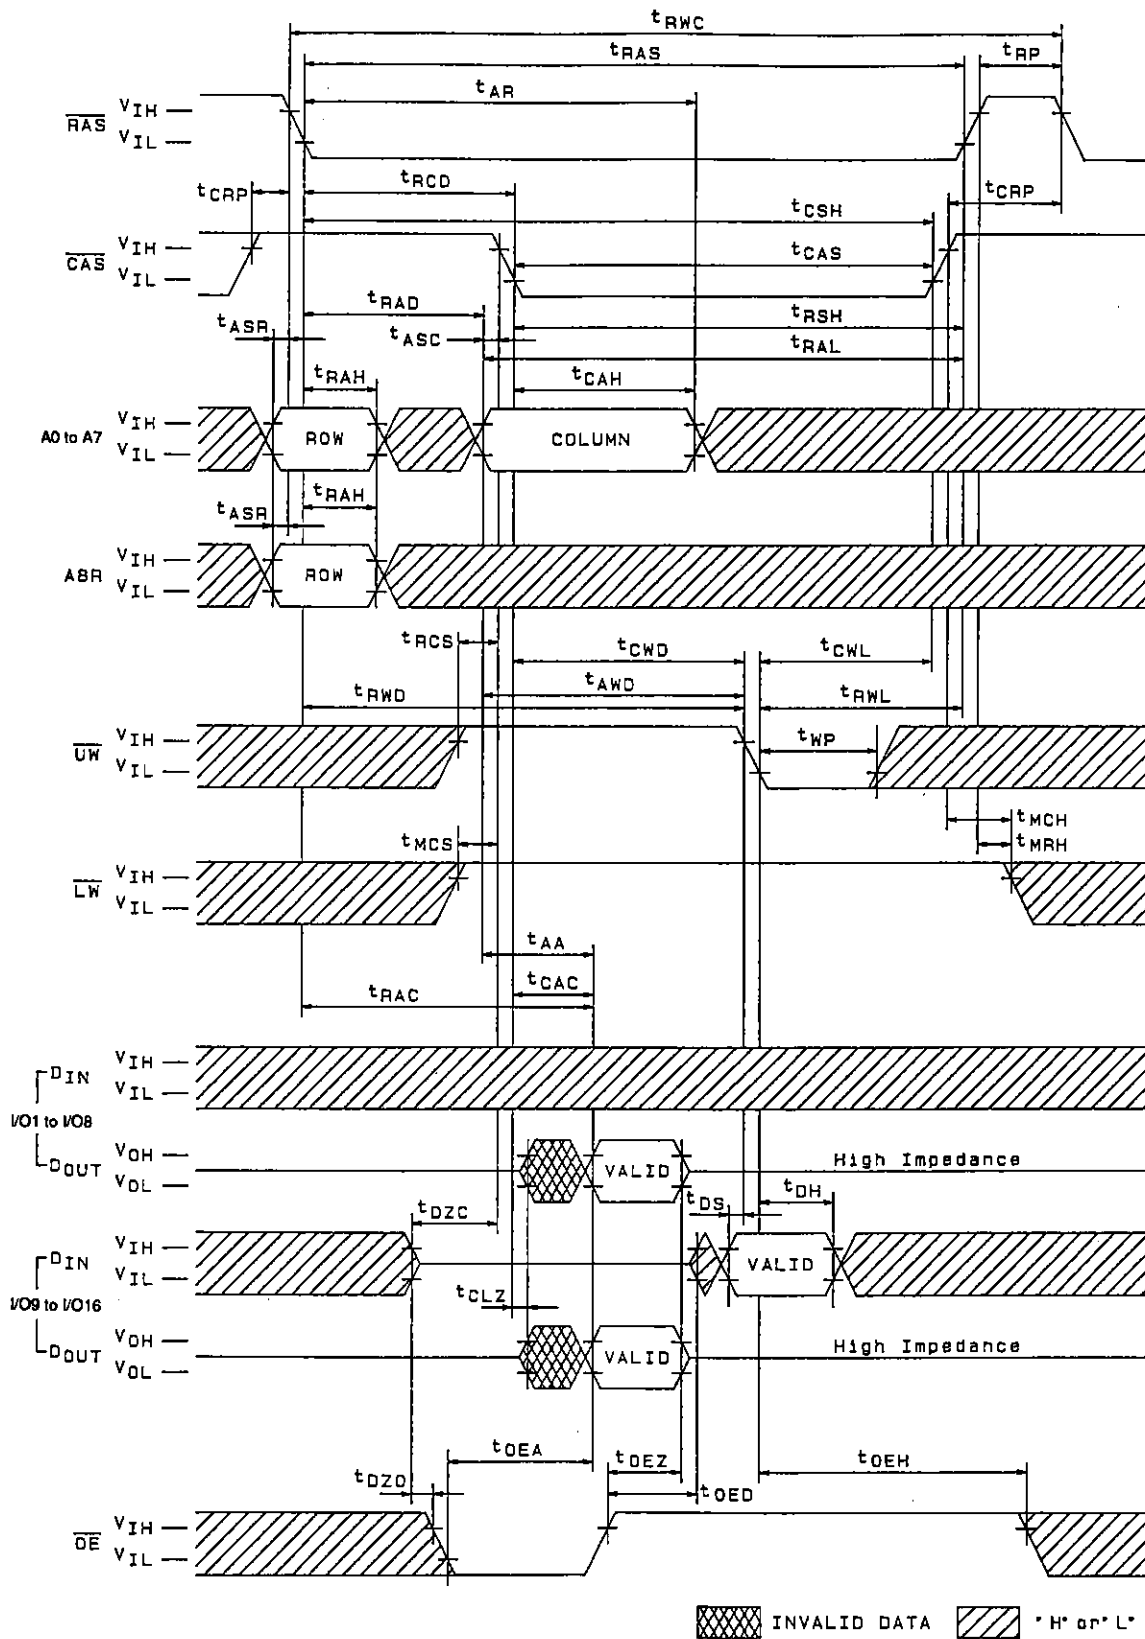 tRWC
tRAS
tRP
tAR
RAS
VIH
VIL
tCRP
tRCD
tCRP
tCSH
CAS
VIH
VIL
tCAS
tRAD
tRSH
tASR
tASC
tRAL
tRAH
tCAH
A0 to A7
VIH
VIL
ROW
COLUMN
tASR
tRAH
A8R
VIH
VIL
ROW
tRCS
tCWD
tCWL
tAWD
tRWD
tRWL
UW
VIH
VIL
tWP
tMCH
tMCS
tMRH
LW
VIH
VIL
tAA
tCAC
tRAC
VIH
DIN
VIL
I/O1 to I/O8
VOH
DOUT
VOL
VALID
High Impedance
tDZC
tDS
tDH
VIH
DIN
VIL
VALID
I/O9 to I/O16
tCLZ
VOH
DOUT
VOL
VALID
High Impedance
tOEA
tOEZ
tOEH
tDZO
tOED
OE
VIH
VIL
INVALID DATA
"H" or "L"